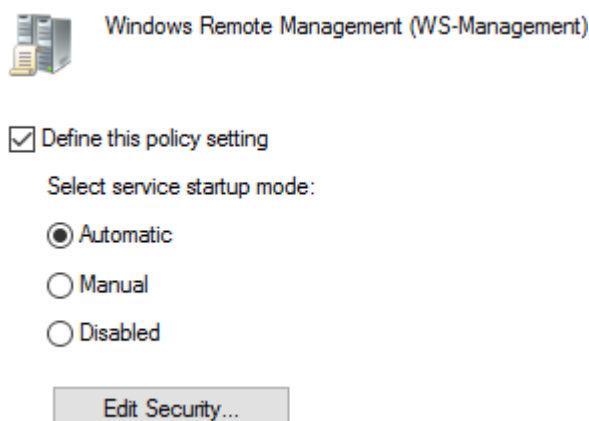 Windows Remote Management (WS-Management)
Define this policy setting
Select service startup mode:
Automatic
Manual
Disabled
Edit Security...